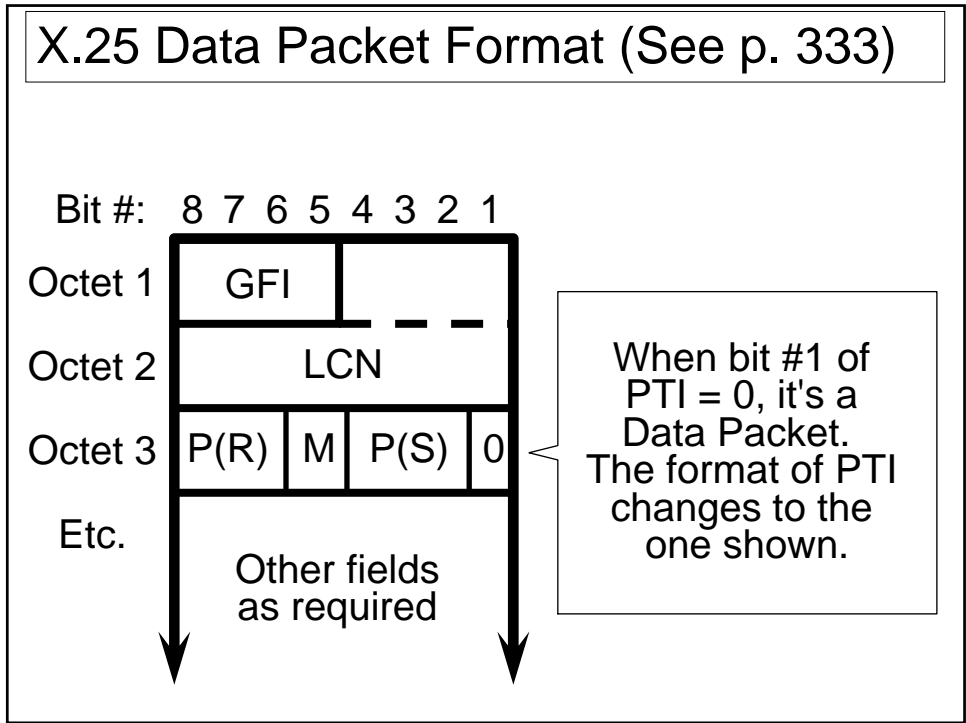 X.25 Data Packet Format (See p. 333)
Bit #: 8 7 6 5 4 3 2 1
Octet 1 GFI
Octet 2 LCN
Octet 3 P(R) M P(S) 0
Etc.
Other fields
as required
When bit #1 of
PTI = 0, it's a
Data Packet.
The format of PTI
changes to the
one shown.